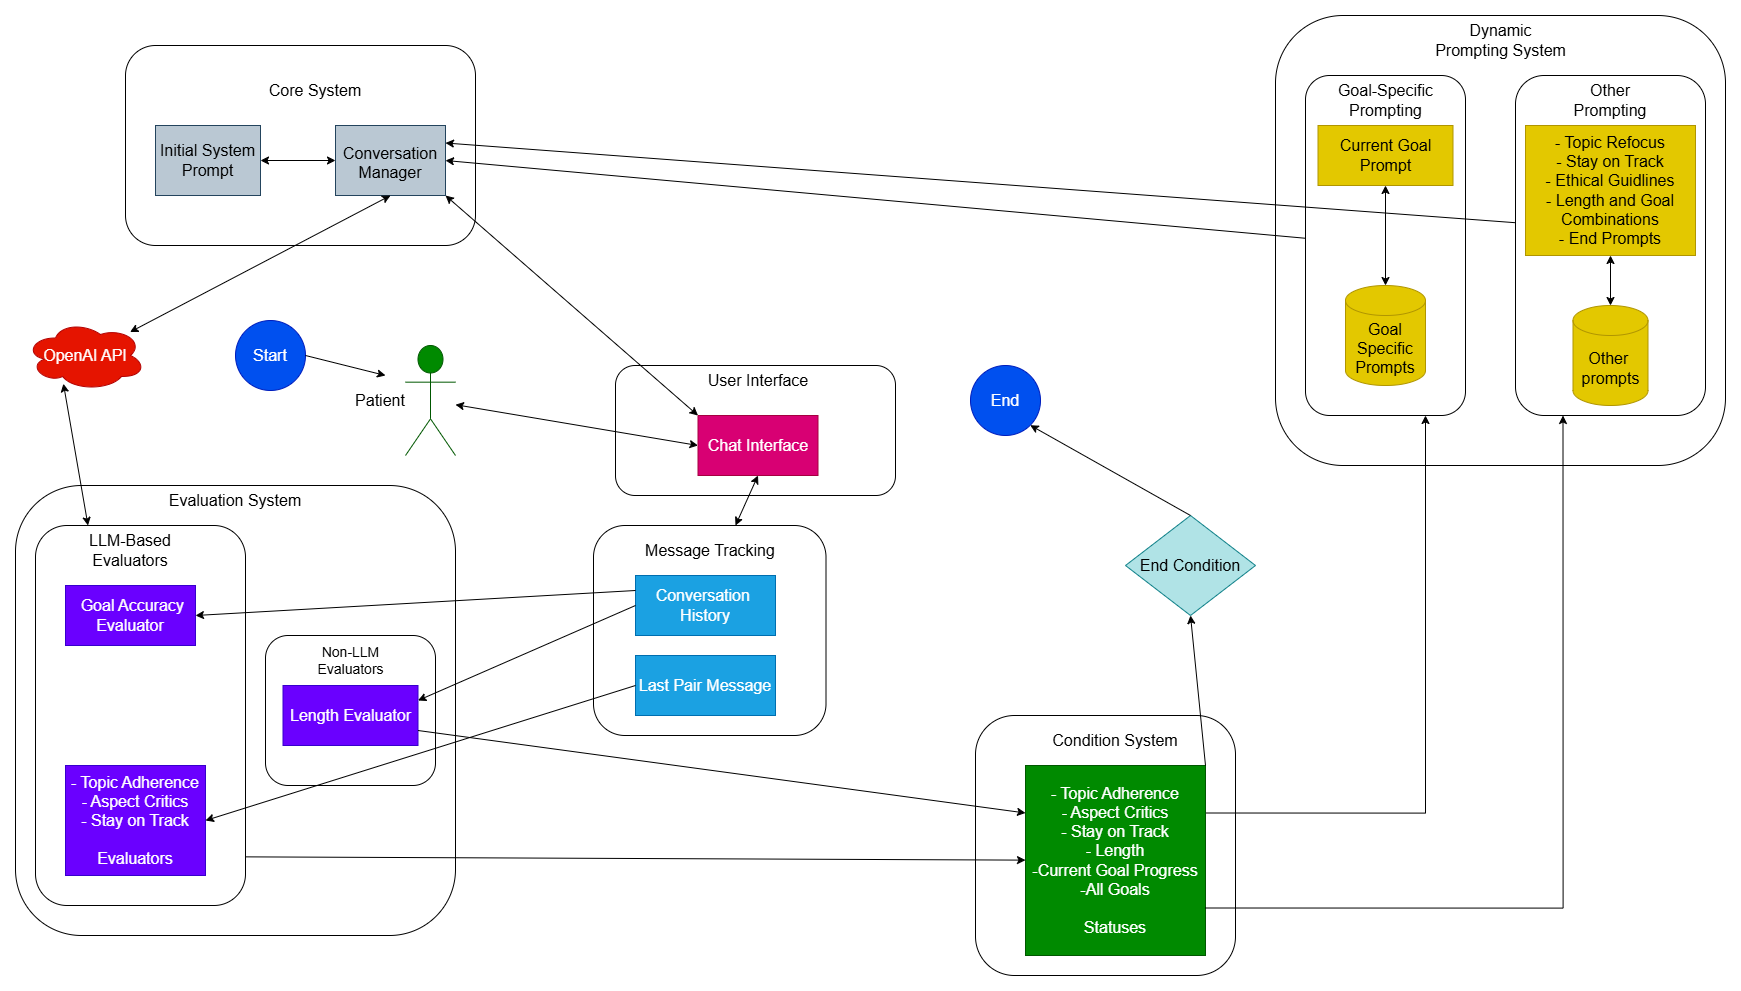 Dynamic
Prompting System
Core System
Goal-Specific
Prompting
Other
Prompting
Initial System
Prompt
Conversation
Manager
Current Goal
Prompt
- Topic Refocus
- Stay on Track
- Ethical Guidlines
- Length and Goal
Combinations
- End Prompts
Goal
Specific
Prompts
Other
prompts
OpenAI API
Start
Patient
User Interface
Chat Interface
End
Evaluation System
LLM-Based
Evaluators
Goal Accuracy
Evaluator
Non-LLM
Evaluators
Length Evaluator
- Topic Adherence
- Aspect Critics
- Stay on Track
Evaluators
Message Tracking
Conversation
History
Last Pair Message
End Condition
Condition System
- Topic Adherence
- Aspect Critics
- Stay on Track
- Length
-Current Goal Progress
-All Goals
Statuses